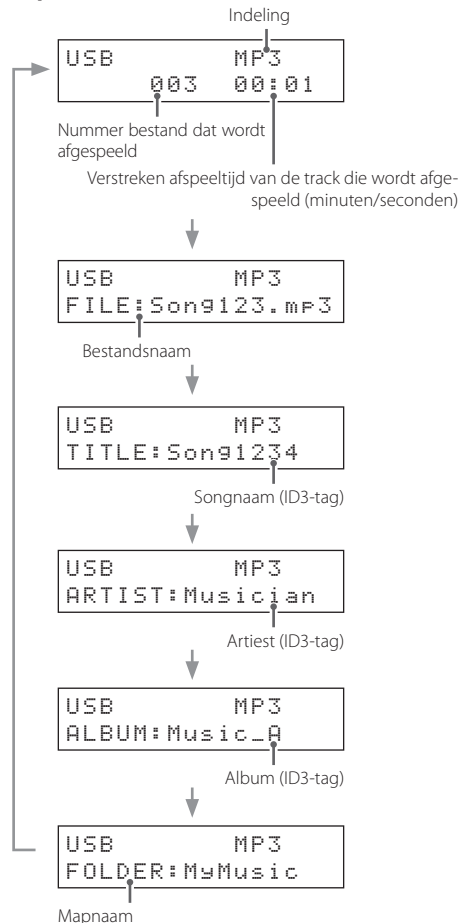 Indeling
USB MP3
003 00:01
Nummer bestand dat wordt
afgespeeld
Verstreken afspeeltijd van de track die wordt afge-
speeld (minuten/seconden)
USB MP3
FILE:Song123.mp3
Bestandsnaam
USB MP3
TITLE:Song1234
Songnaam (ID3-tag)
USB MP3
ARTIST:Musician
Artiest (ID3-tag)
USB MP3
ALBUM:Music_A
Album (ID3-tag)
USB MP3
FOLDER:MyMusic
Mapnaam